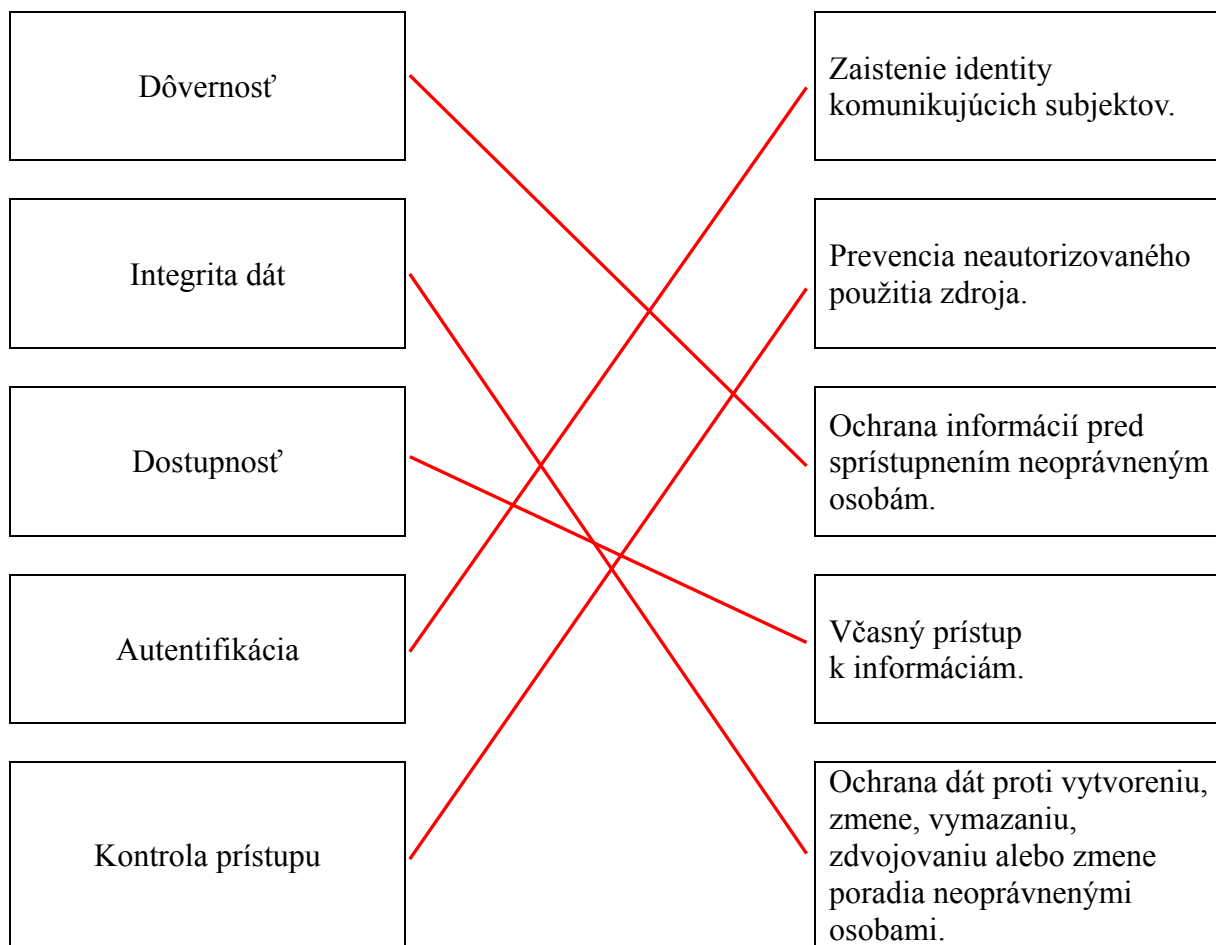 Dôvernosť
Zaistenie identity
komunikujúcich subjektov.
Integrita dát
Prevencia neautorizovaného
použitia zdroja.
Dostupnosť
Ochrana informácií pred
sprístupnením neoprávneným
osobám.
Autentifikácia
Včasný prístup
k informáciám.
Kontrola prístupu
Ochrana dát proti vytvoreniu,
zmene, vymazaniu,
zdvojovaniu alebo zmene
poradia neoprávnenými
osobami.